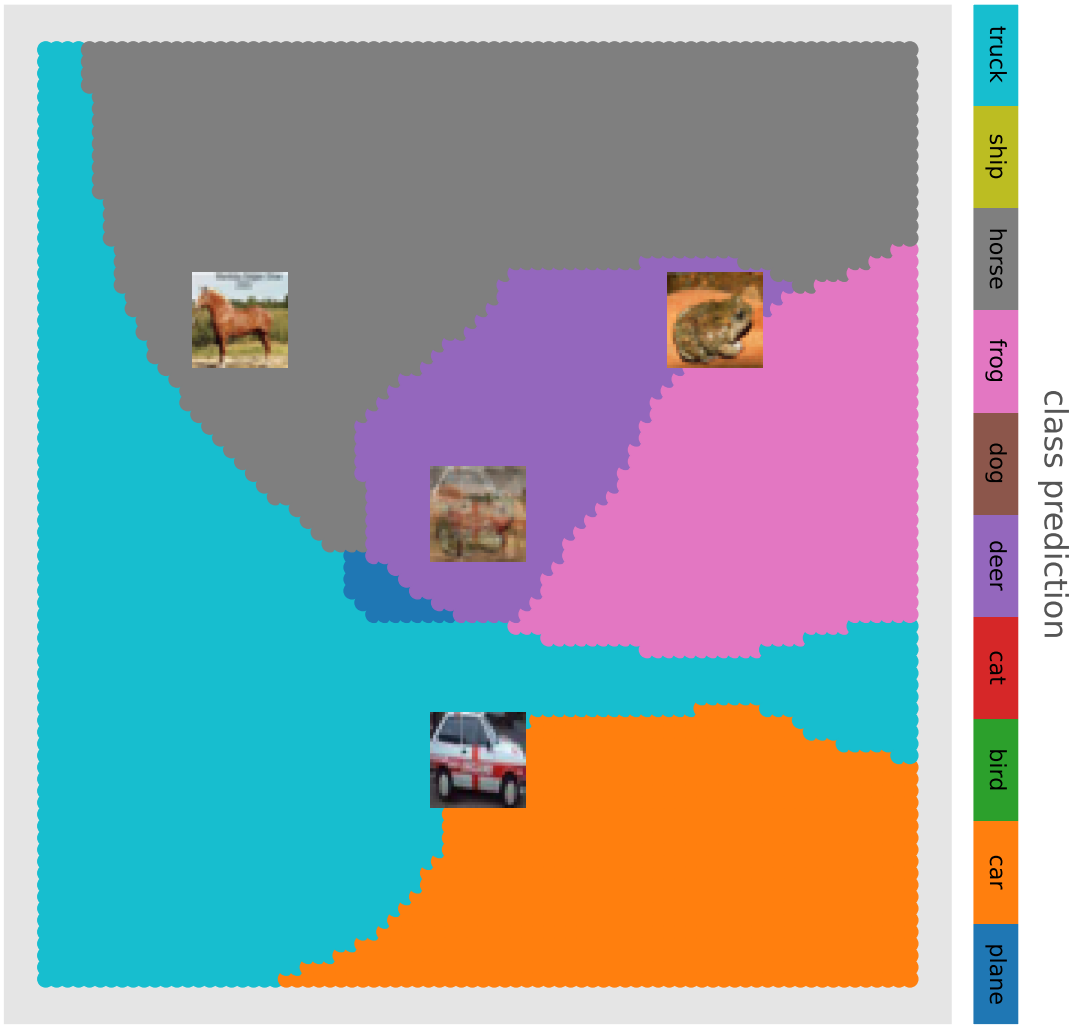 truck
ship
horse
frog
dog
deer
cat
bird
car
plane
class prediction